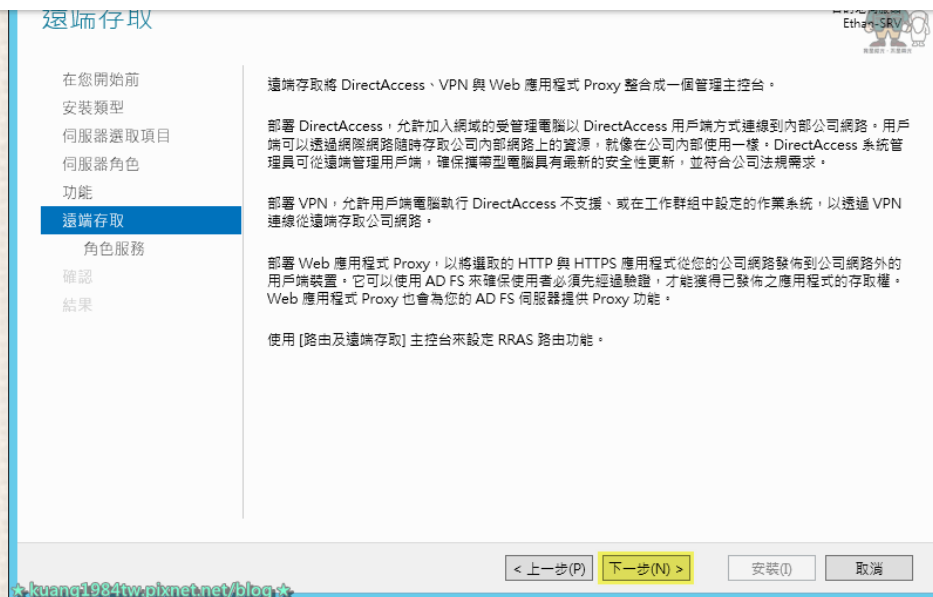 遠端存取
Ethan-SRV
在您開始前
安裝類型
伺服器選取項目
伺服器角色
功能
遠端存取
角色服務
確認
結果
遠端存取將 DirectAccess、VPN 與 Web 應用程式 Proxy 整合成一個管理主控台。
部署 DirectAccess，允許加入網域的受管理電腦以 DirectAccess 用戶端方式連線到內部公司網路。用戶
端可以透過網際網路隨時存取公司內部網路上的資源，就像在公司內部使用一樣。DirectAccess 系統管
理員可從遠端管理用戶端，確保攜帶型電腦具有最新的安全性更新，並符合公司法規需求。
部署 VPN，允許用戶端電腦執行 DirectAccess 不支援、或在工作群組中設定的作業系統，以透過 VPN
連線從遠端存取公司網路。
部署 Web 應用程式 Proxy，以將選取的 HTTP 與 HTTPS 應用程式從您的公司網路發佈到公司網路外的
用戶端裝置。它可以使用 AD FS 來確保使用者必須先經過驗證，才能獲得已發佈之應用程式的存取權。
Web 應用程式 Proxy 也會為您的 AD FS 伺服器提供 Proxy 功能。
使用 [路由及遠端存取] 主控台來設定 RRAS 路由功能。
< 上一步(P)
下一步(N) >
安裝(I)
取消
★ kuang1984tw.pixnet.net/blog ★